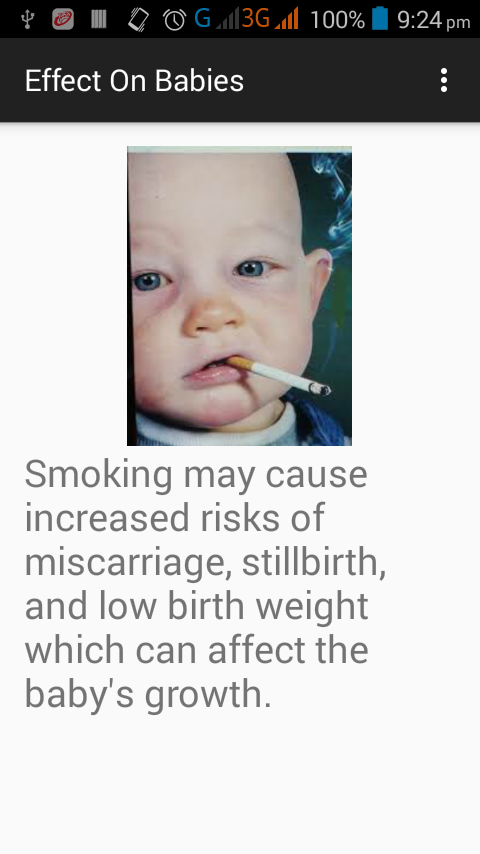 G 3G 100% 9:24 pm
Effect On Babies
Smoking may cause
increased risks of
miscarriage, stillbirth,
and low birth weight
which can affect the
baby's growth.